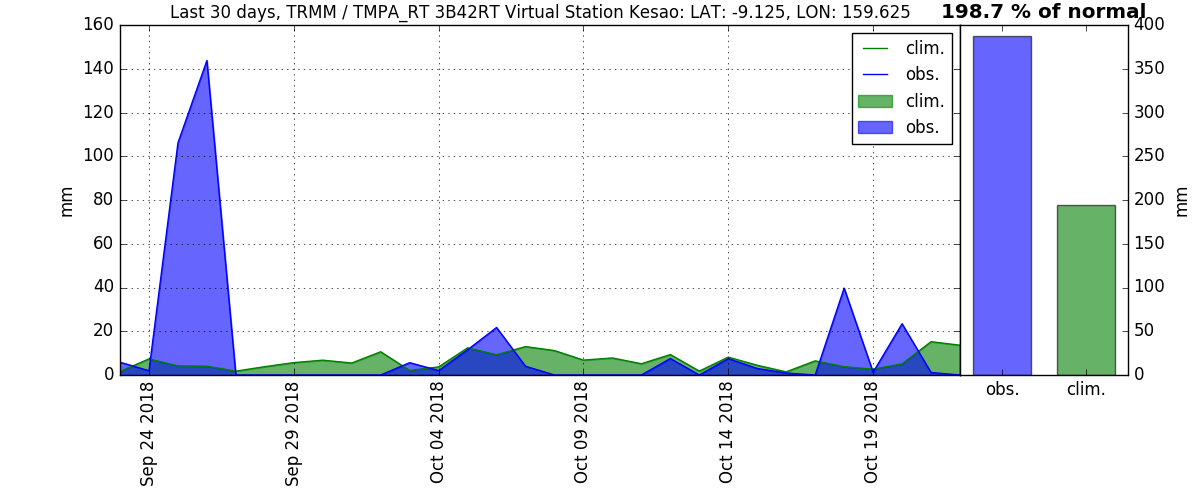 Last 30 days, TRMM / TMPA_RT 3B42RT Virtual Station Kesao: LAT: -9.125, LON: 159.625
198.7 % of normal
160
140
120
100
80
60
40
20
0
mm
clim.
obs.
clim.
obs.
400
350
300
250
200
150
100
50
0
mm
Sep 24 2018
Sep 29 2018
Oct 04 2018
Oct 09 2018
Oct 14 2018
Oct 19 2018
obs.
clim.